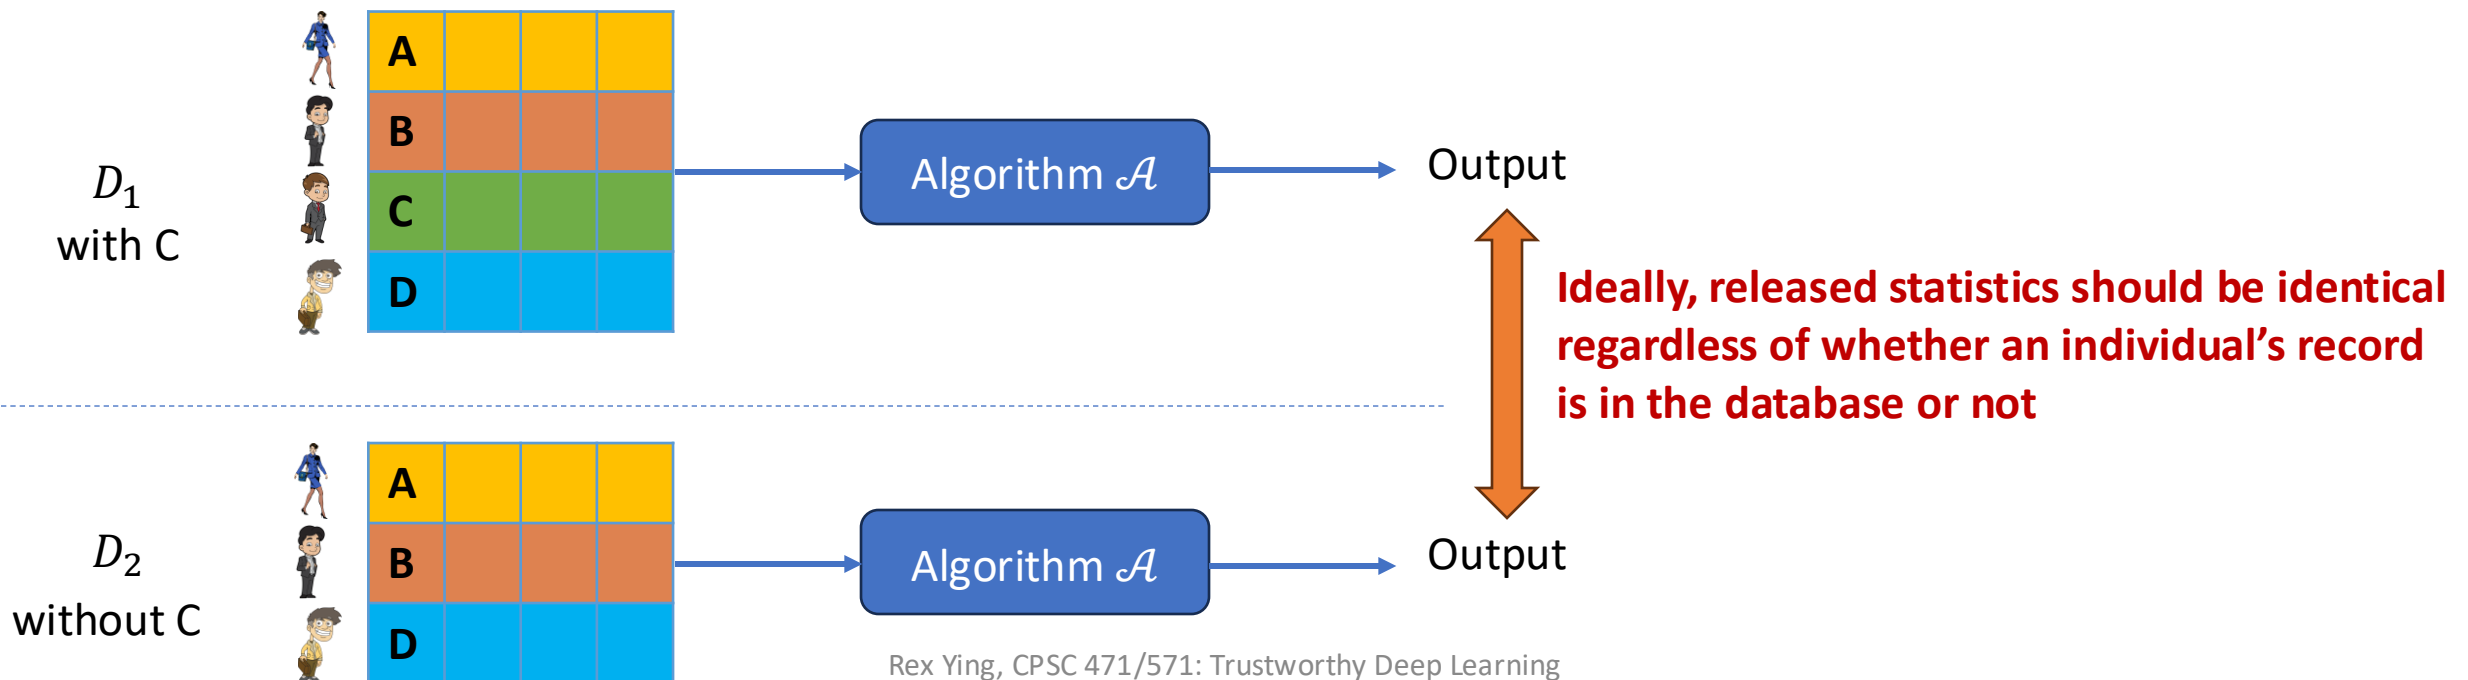 A
B
C
D
D₁
with C
Algorithm 𝒜
Output
Ideally, released statistics should be identical
regardless of whether an individual’s record
is in the database or not
A
B
D
D₂
without C
Algorithm 𝒜
Output
Rex Ying, CPSC 471/571: Trustworthy Deep Learning